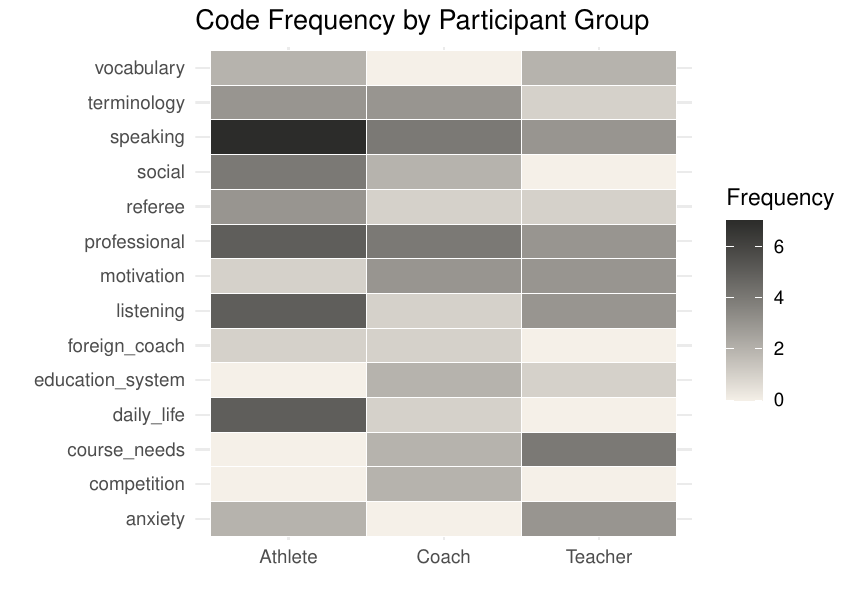 Code Frequency by Participant Group
vocabulary
terminology
speaking
social
referee
professional
motivation
listening
foreign_coach
education_system
daily_life
course_needs
competition
anxiety
Athlete Coach Teacher
Frequency
6
4
2
0